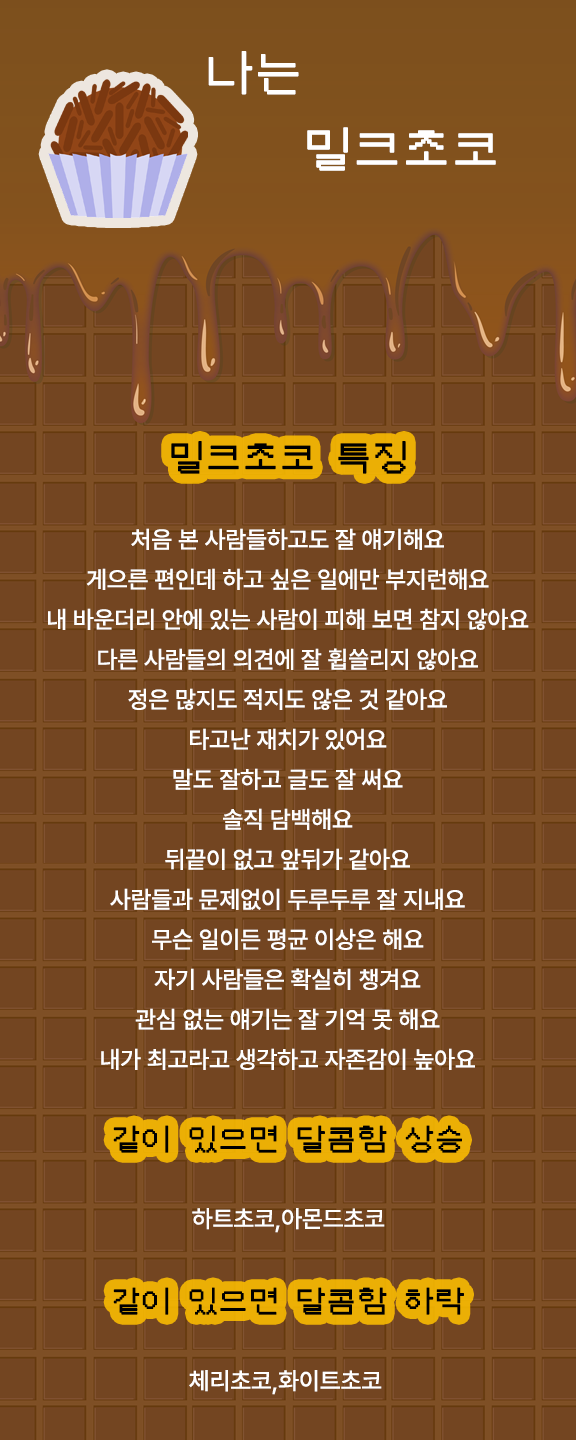 나는
밀크초코
밀크초코 특징
처음 본 사람들하고도 잘 얘기해요
게으른 편인데 하고 싶은 일에만 부지런해요
내 바운더리 안에 있는 사람이 피해 보면 참지 않아요
다른 사람들의 의견에 잘 휩쓸리지 않아요
정은 많지도 적지도 않은 것 같아요
타고난 재치가 있어요
말도 잘하고 글도 잘 써요
솔직 담백해요
뒤끝이 없고 앞뒤가 같아요
사람들과 문제없이 두루두루 잘 지내요
무슨 일이든 평균 이상은 해요
자기 사람들은 확실히 챙겨요
관심 없는 얘기는 잘 기억 못 해요
내가 최고라고 생각하고 자존감이 높아요
같이 있으면 달콤함 상승
하트초코,아몬드초코
같이 있으면 달콤함 하락
체리초코,화이트초코